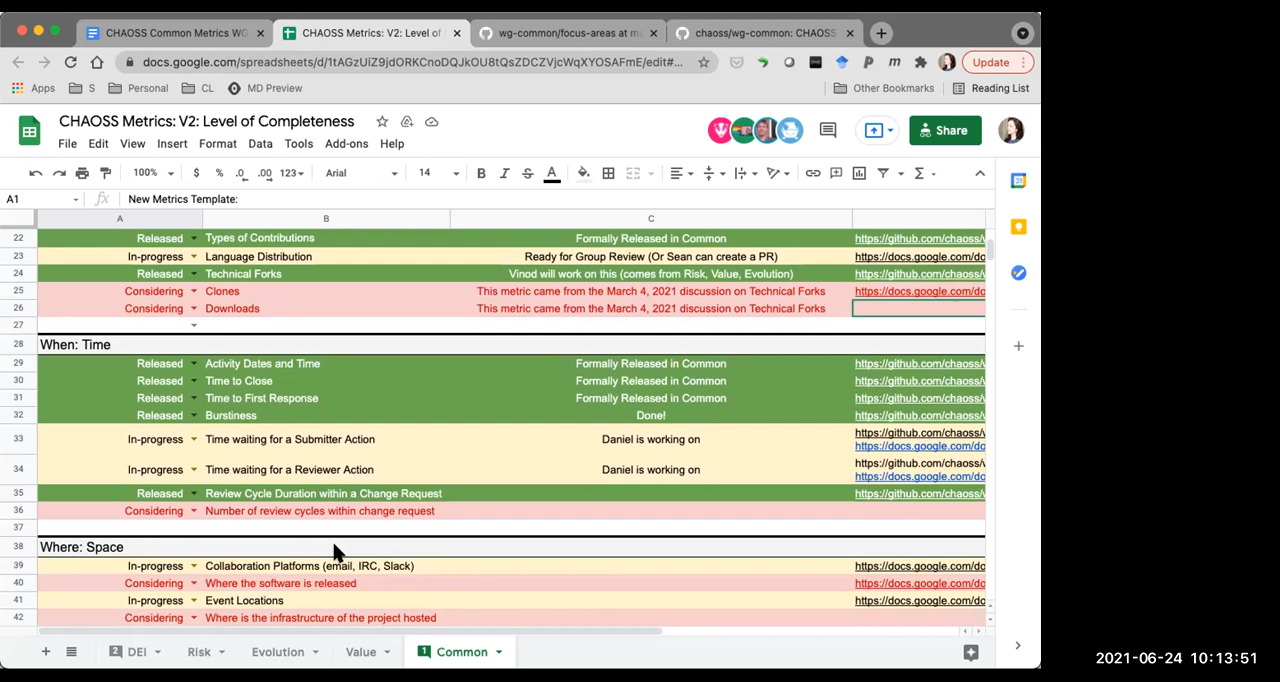 CHAOSS Common Metrics WG
CHAOSS Metrics: V2: Level of
wg-common/focus-areas at m
chaoss/wg-common: CHAOSS
docs.google.com/spreadsheets/d/1tAGzUiZ9jdORKCnoDQJkOU8tQsZDCZVjcWqXYOSAFmE/edit#...
Update
Apps S Personal CL MD Preview Other Bookmarks Reading List
CHAOSS Metrics: V2: Level of Completeness
File Edit View Insert Format Data Tools Add-ons Help
Share
100% $ % .0 .00 123 Arial 14 B I S A
A1 fx New Metrics Template:
A B C
22 Released Types of Contributions Formally Released in Common https://github.com/chaoss/
23 In-progress Language Distribution Ready for Group Review (Or Sean can create a PR) https://docs.google.com/do
24 Released Technical Forks Vinod will work on this (comes from Risk, Value, Evolution) https://github.com/chaoss/
25 Considering Clones This metric came from the March 4, 2021 discussion on Technical Forks https://docs.google.com/do
26 Considering Downloads This metric came from the March 4, 2021 discussion on Technical Forks
27
28 When: Time
29 Released Activity Dates and Time Formally Released in Common https://github.com/chaoss/
30 Released Time to Close Formally Released in Common https://github.com/chaoss/
31 Released Time to First Response Formally Released in Common https://github.com/chaoss/
32 Released Burstiness Done! https://github.com/chaoss/
33 In-progress Time waiting for a Submitter Action Daniel is working on https://github.com/chaoss/
https://docs.google.com/do
34 In-progress Time waiting for a Reviewer Action Daniel is working on https://github.com/chaoss/
https://docs.google.com/do
35 Released Review Cycle Duration within a Change Request https://github.com/chaoss/
36 Considering Number of review cycles within change request
37
38 Where: Space
39 In-progress Collaboration Platforms (email, IRC, Slack) https://docs.google.com/do
40 Considering Where the software is released https://docs.google.com/do
41 In-progress Event Locations https://docs.google.com/do
42 Considering Where is the infrastructure of the project hosted
2 DEI Risk Evolution Value 1 Common
2021-06-24 10:13:51